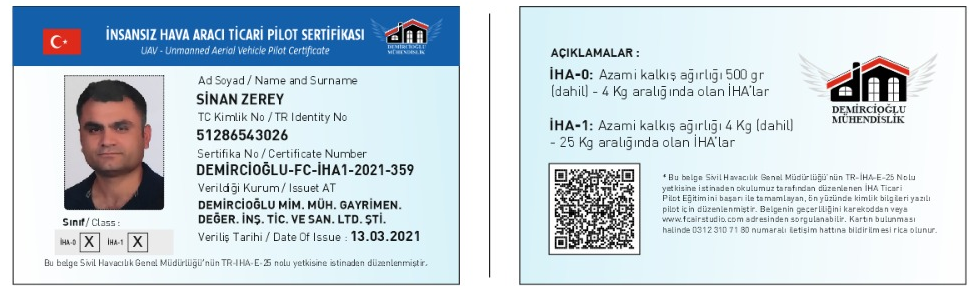 İNSANSIZ HAVA ARACI TİCARİ PİLOT SERTİFİKASI
UAV - Unmanned Aerial Vehicle Pilot Certificate
DEMİRCİOĞLU
MÜHENDİSLİK
Ad Soyad / Name and Surname
SİNAN ZEREY
TC Kimlik No / TR Identity No
51286543026
Sertifika No / Certificate Number
DEMİRCİOĞLU-FC-İHA1-2021-359
Verildiği Kurum / Issuet AT
DEMİRCİOĞLU MİM. MÜH. GAYRİMEN.
DEĞER. İNŞ. TİC. VE SAN. LTD. ŞTİ.
Veriliş Tarihi / Date Of Issue : 13.03.2021
Sınıf/ Class :
İHA-0 X İHA-1 X
Bu belge Sivil Havacılık Genel Müdürlüğü'nün TR-İHA-E-25 nolu yetkisine istinaden düzenlenmiştir.
AÇIKLAMALAR :
İHA-0: Azami kalkış ağırlığı 500 gr
(dahil) - 4 Kg aralığında olan İHA'lar
İHA-1: Azami kalkış ağırlığı 4 Kg (dahil)
- 25 Kg aralığında olan İHA'lar
dm
DEMİRCİOĞLU
MÜHENDİSLİK
* Bu belge Sivil Havacılık Genel Müdürlüğü'nün TR-İHA-E-25 Nolu
yetkisine istinaden okulumuz tarafından düzenlenen İHA Ticari
Pilot Eğitimini başarı ile tamamlayan, ön yüzünde kimlik bilgileri yazılı
pilot için düzenlenmiştir. Belgenin geçerliliğini karekoddan veya
www.fcairstudio.com adresinden sorgulanabilir. Kartın bulunması
halinde 0312 310 71 80 numaralı iletişim hattına bildirilmesi rica olunur.